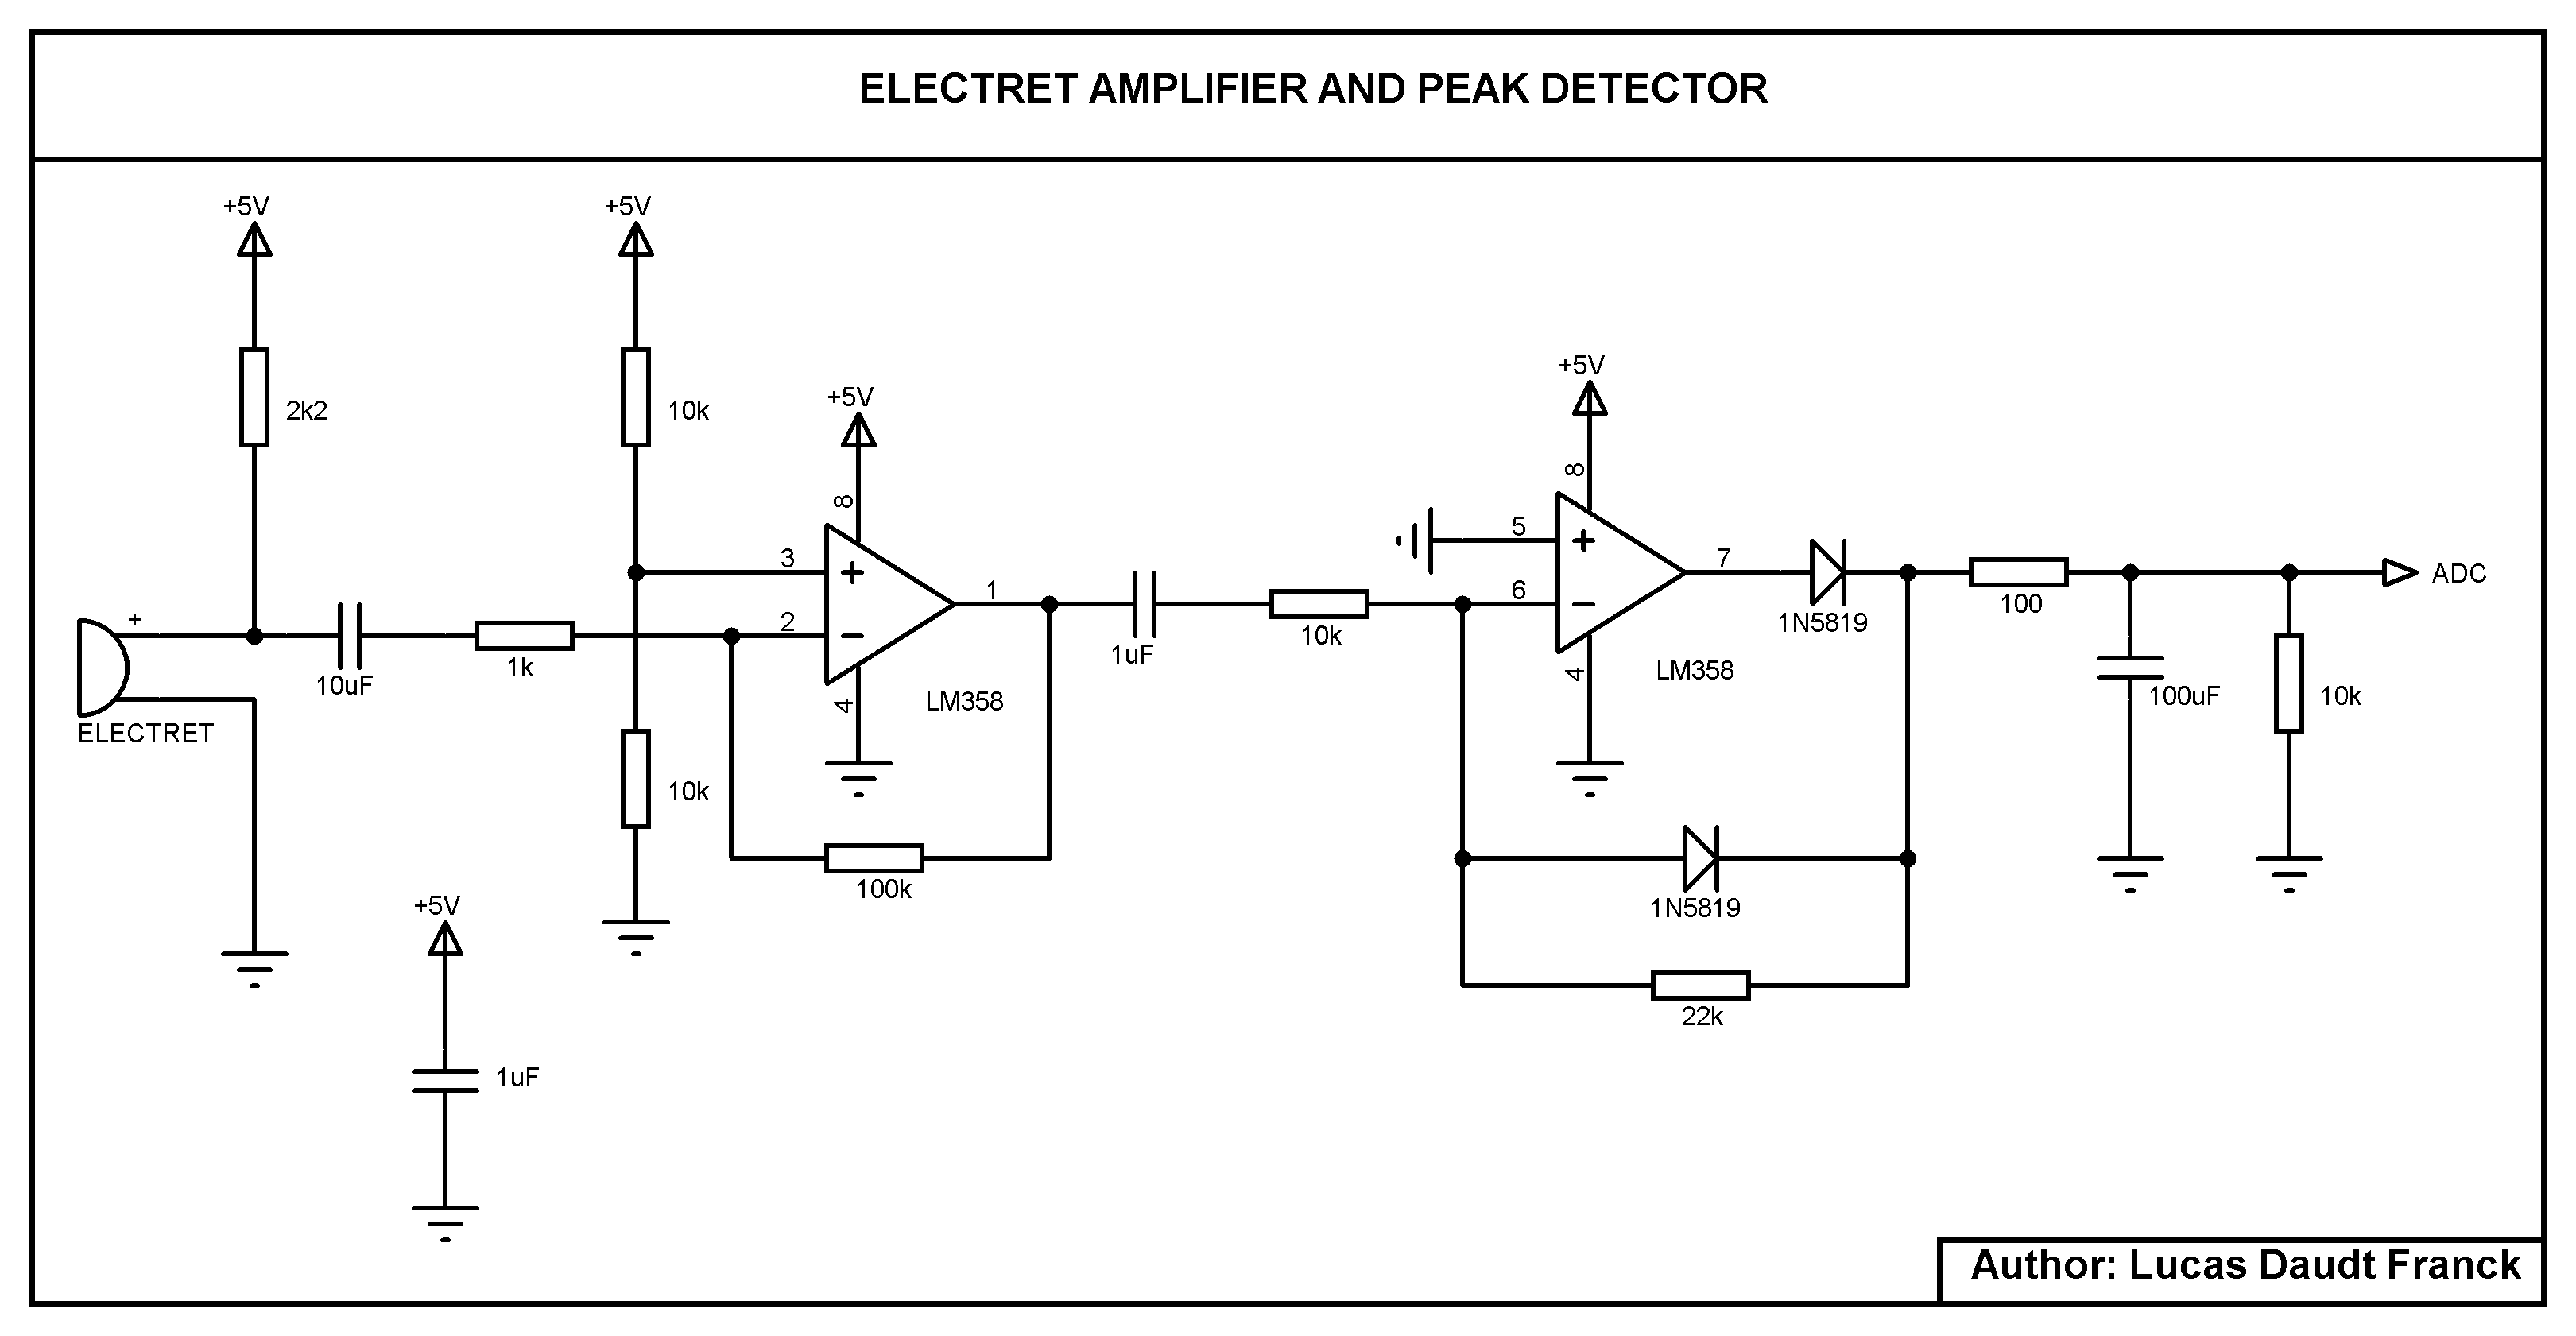 ELECTRET AMPLIFIER AND PEAK DETECTOR
+5V
+5V
+5V
+5V
2k2
10k
8
8
5
+
7
3
+
6
−
1
2
−
+
ADC
100
1N5819
10k
1uF
1k
10uF
ELECTRET
4
LM358
4
LM358
100uF
10k
10k
100k
1N5819
22k
+5V
1uF
Author: Lucas Daudt Franck